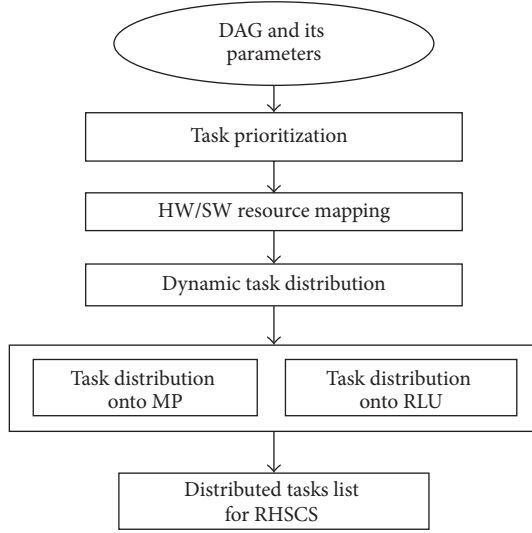 DAG and its
parameters
Task prioritization
HW/SW resource mapping
Dynamic task distribution
Task distribution
onto MP
Task distribution
onto RLU
Distributed tasks list
for RHSCS